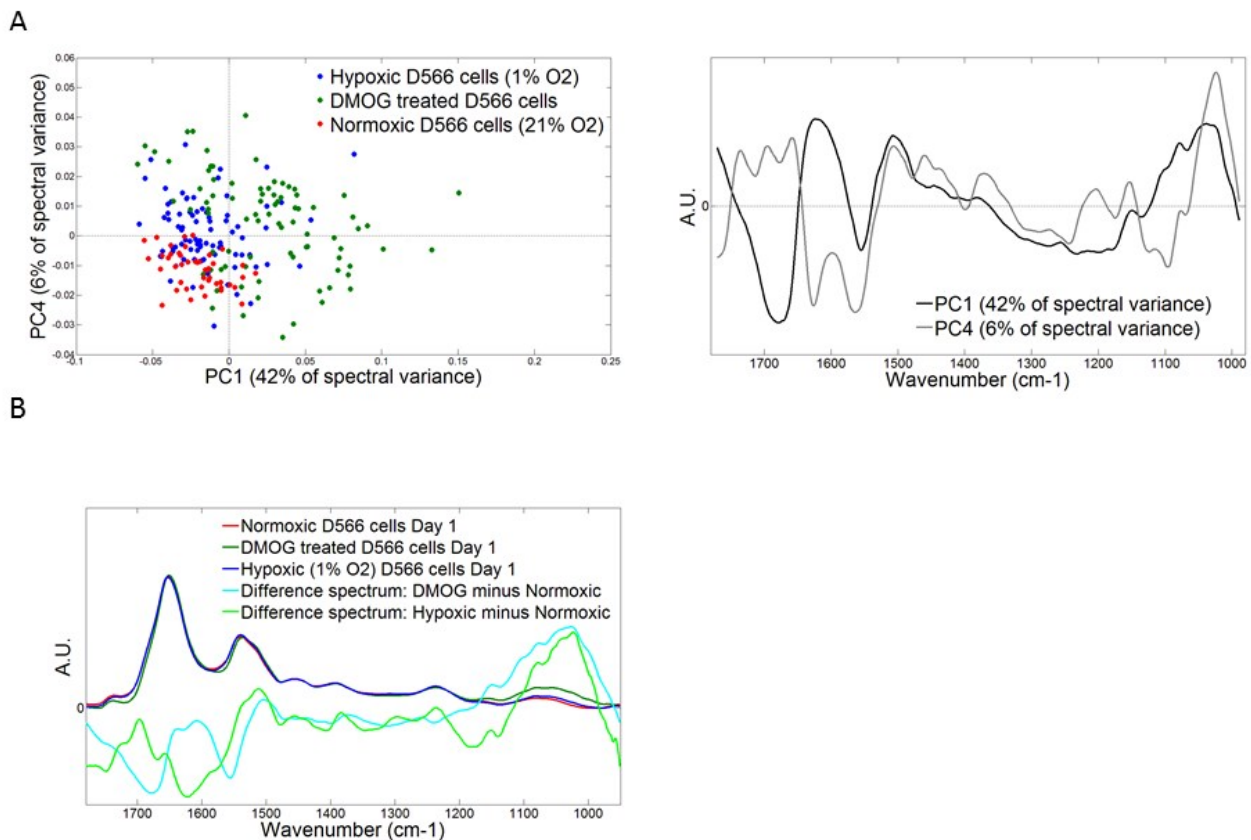 A
0.06
0.05
0.04
0.03
0.02
0.01
0
-0.01
-0.02
-0.03
-0.04
PC4 (6% of spectral variance)
Hypoxic D566 cells (1% O2)
DMOG treated D566 cells
Normoxic D566 cells (21% O2)
-0.1 -0.05 0 0.05 0.1 0.15 0.2 0.25
PC1 (42% of spectral variance)
A.U.
0
PC1 (42% of spectral variance)
PC4 (6% of spectral variance)
1700 1600 1500 1400 1300 1200 1100 1000
Wavenumber (cm-1)
B
Normoxic D566 cells Day 1
DMOG treated D566 cells Day 1
Hypoxic (1% O2) D566 cells Day 1
Difference spectrum: DMOG minus Normoxic
Difference spectrum: Hypoxic minus Normoxic
A.U.
0
1700 1600 1500 1400 1300 1200 1100 1000
Wavenumber (cm-1)